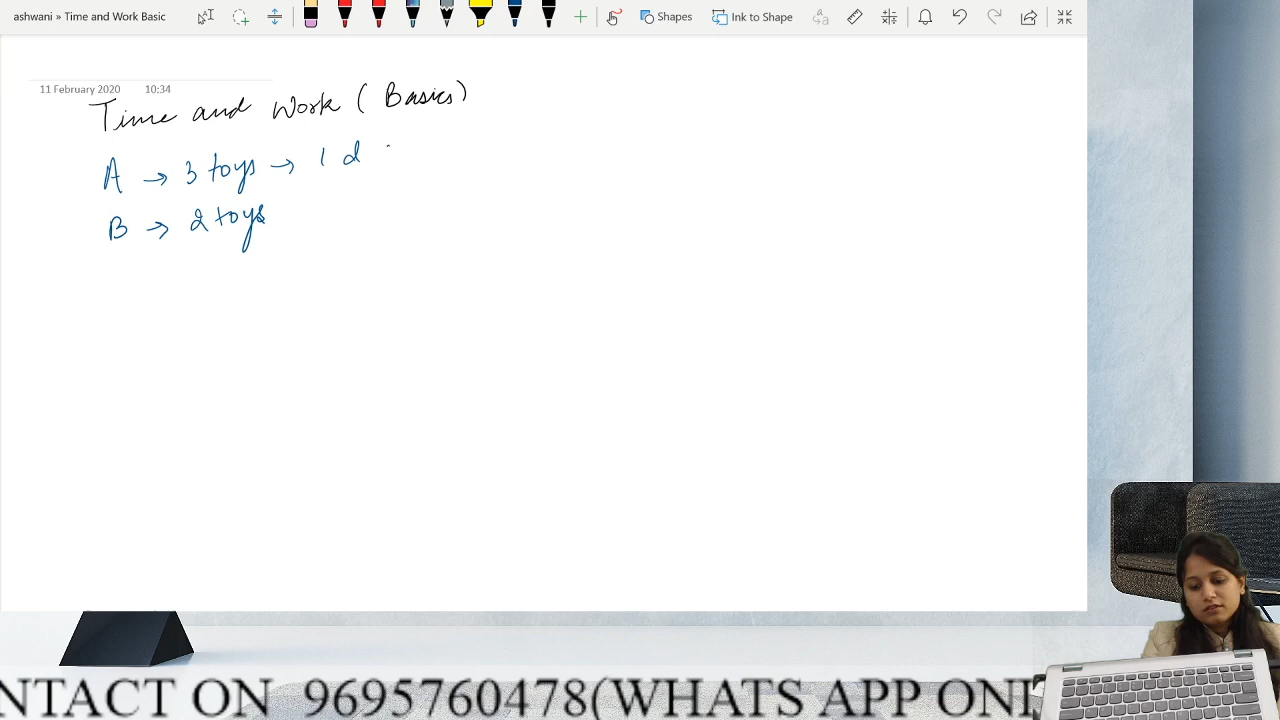 ashwani » Time and Work Basic
Shapes
Ink to Shape
11 February 2020 10:34
Time and Work (Basics)
A → 3 toys → 1 d
B → 2 toys
NTACT ON 9695760478(WHATS APP ONL